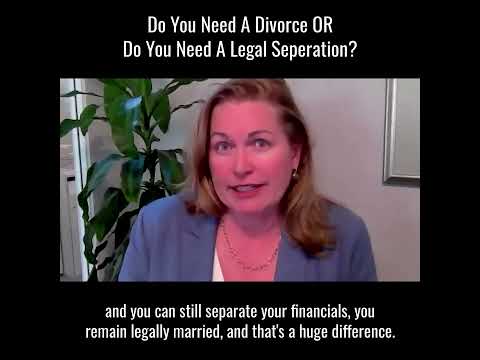 Do You Need A Divorce OR
Do You Need A Legal Seperation?
and you can still separate your financials, you
remain legally married, and that's a huge difference.